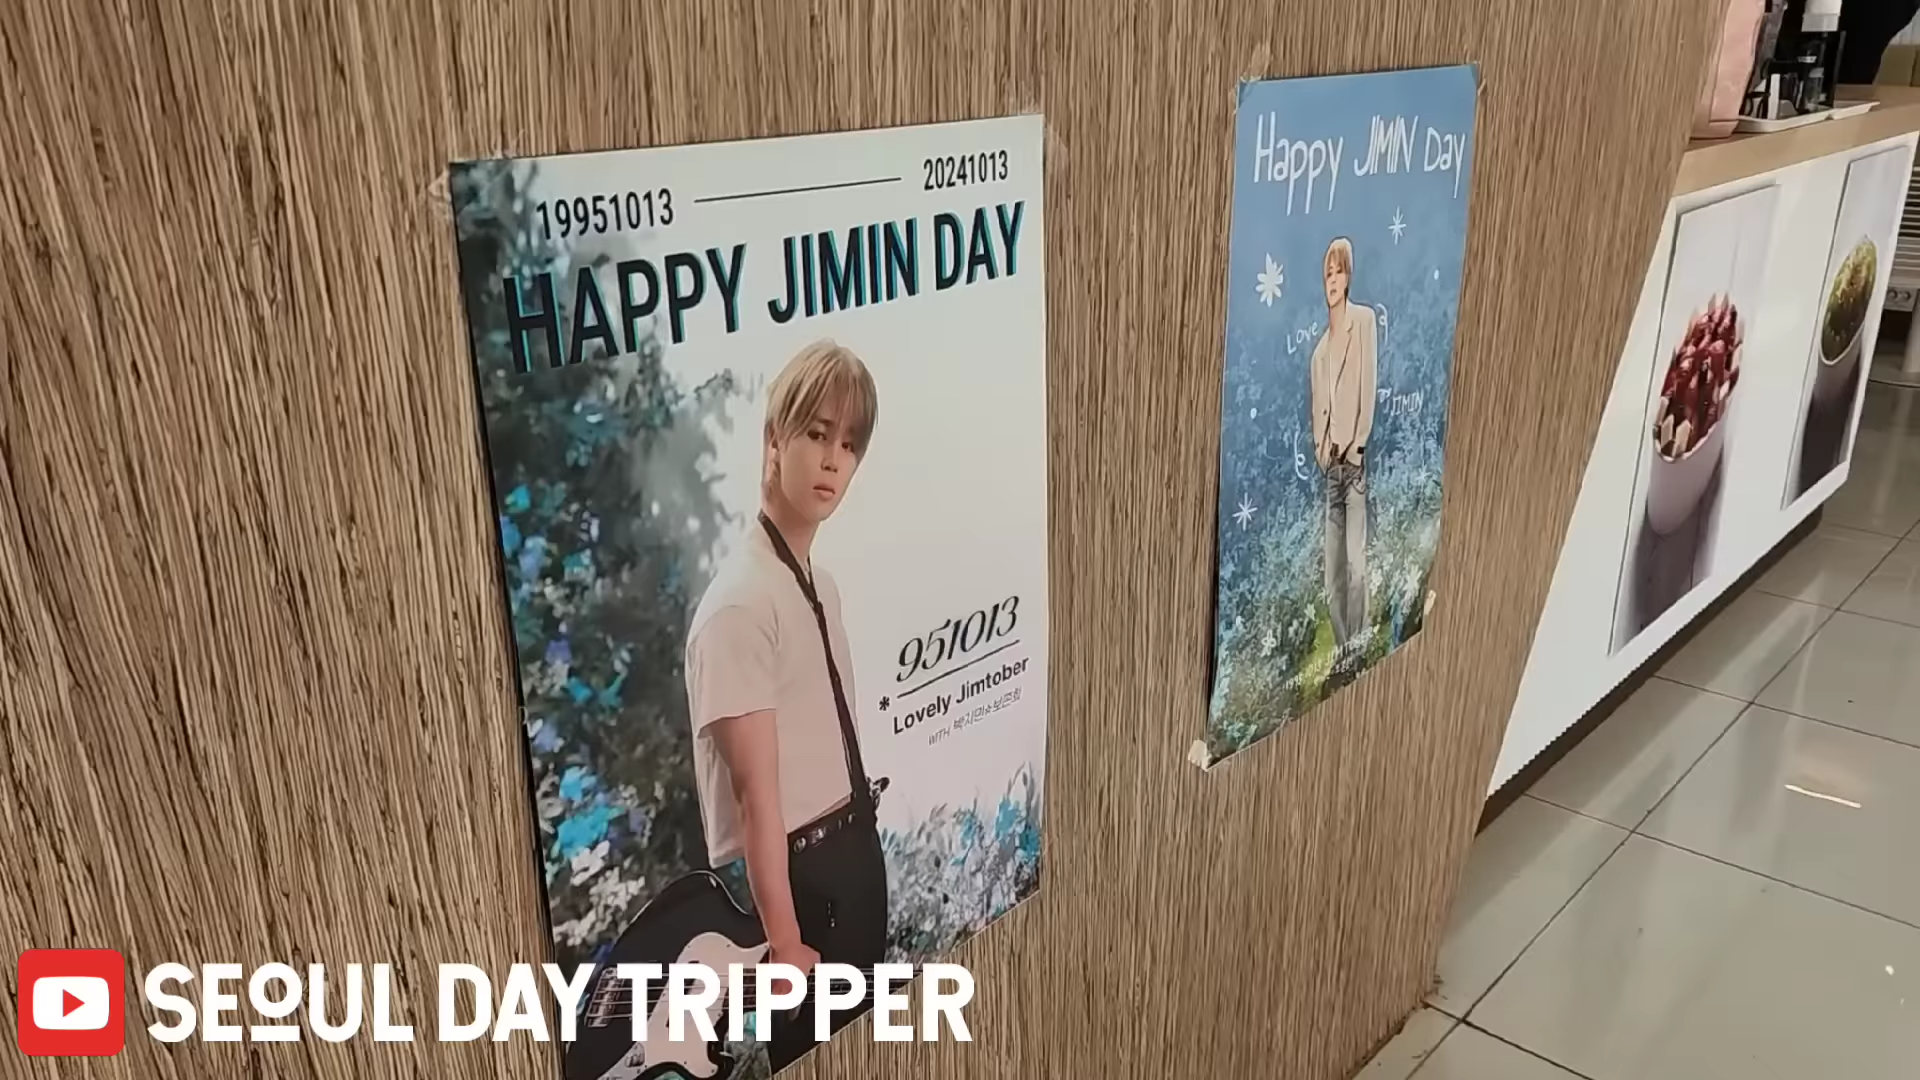 19951013
20241013
HAPPY JIMIN DAY
951013
* Lovely Jimtober
WITH 박지민☆보은회
Happy JIMIN Day
Love
JIMIN
SEOUL DAY TRIPPER